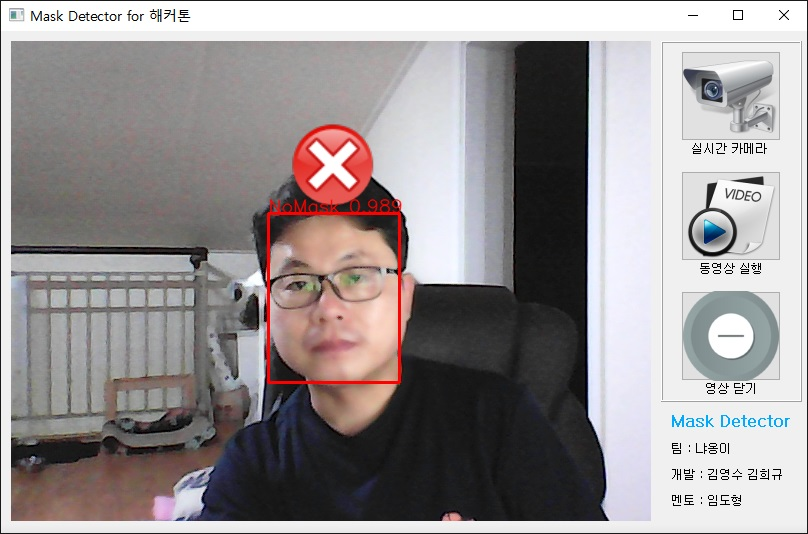 Mask Detector for 해커톤
NoMask 0.989
실시간 카메라
VIDEO
동영상 실행
영상 닫기
Mask Detector
팀 : 냐옹이
개발 : 김영수 김희규
멘토 : 임도형